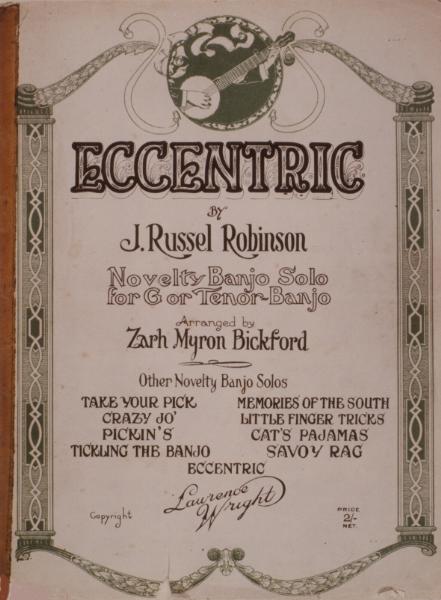 ECCENTRIC
BY
J. Russel Robinson
Novelty Banjo Solo
for G or Tenor-Banjo
Arranged by
Zarh Myron Bickford
Other Novelty Banjo Solos
TAKE YOUR PICK
CRAZY JO'
PICKIN'S
TICKLING THE BANJO
MEMORIES OF THE SOUTH
LITTLE FINGER TRICKS
CAT'S PAJAMAS
SAVOY RAG
ECCENTRIC
Lawrence
Wright
Copyright
PRICE
2/-
NET.